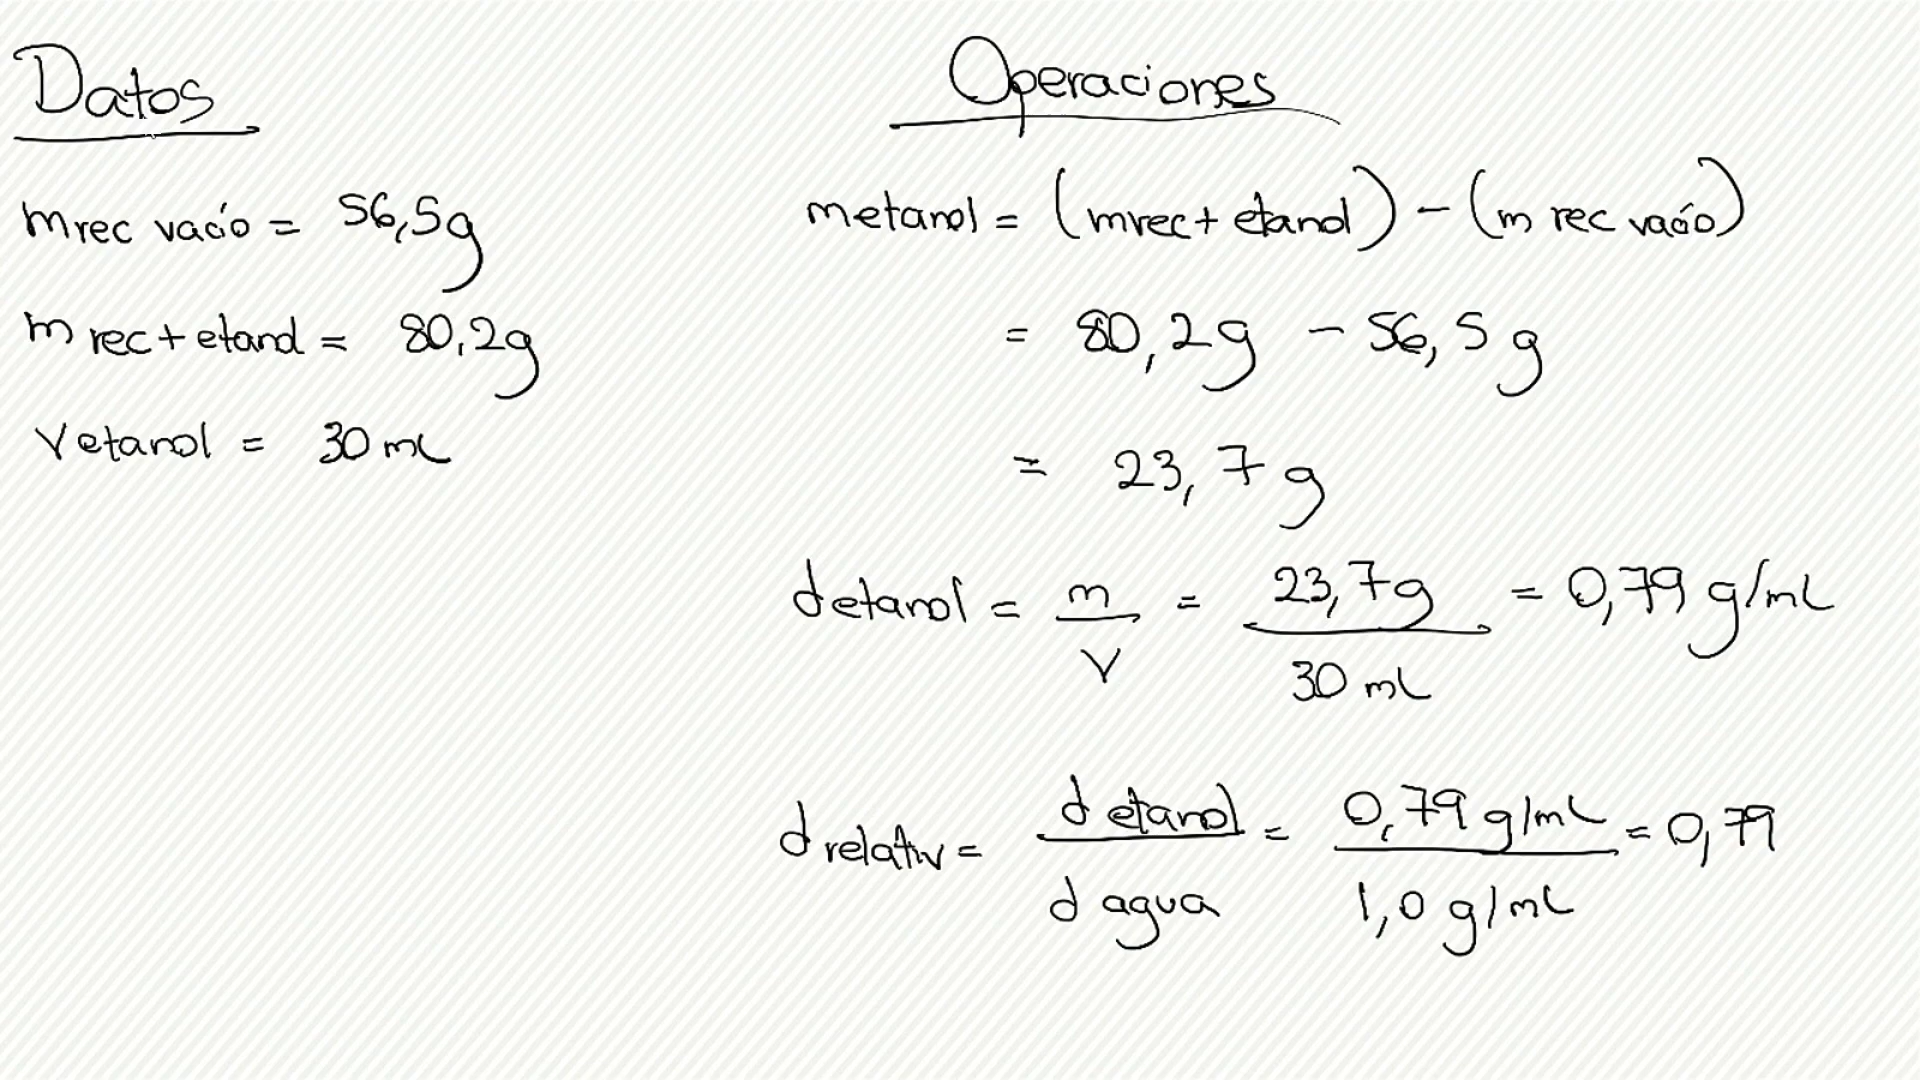 Datos
mrec vacío = 56,5g
m rec + etanol = 80,2g
Vetanol = 30 mL
Operaciones
metanol = (mrec + etanol) - (m rec vacío)
= 80,2g - 56,5 g
= 23,7 g
detanol = m/V = 23,7g/30 mL = 0,79 g/mL
d relativ = d etanol/d agua = 0,79 g/mL/1,0 g/mL = 0,79